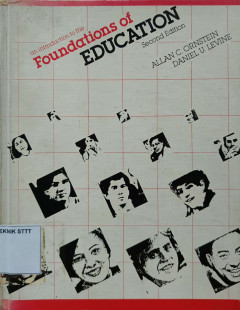 an introduction to the
Foundations of
EDUCATION
Second Edition
ALLAN C. ORNSTEIN
DANIEL U. LEVINE
TEKNIK STTT